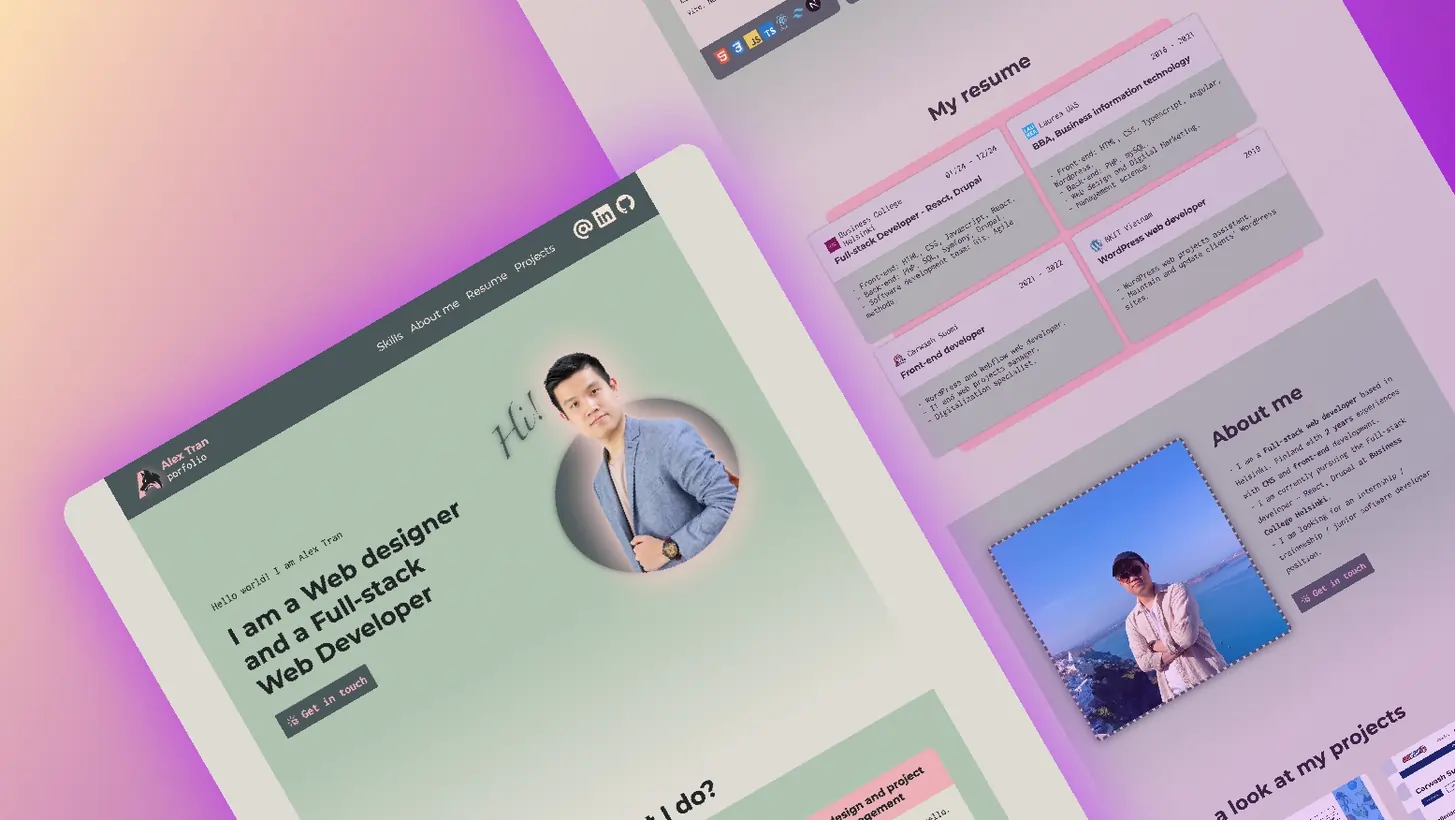 Alex Tran
porfolio
Skills About me Resume Projects
Hi!
Hello world! I am Alex Tran
I am a Web designer
and a Full-stack
Web Developer
Get in touch
I do?
design and project
JS
TS
My resume
01/24 - 12/24
Business College
Helsinki
Full-stack Developer - React, Drupal
- Front-end: HTML, CSS, Javascript, React.
- Back-end: PHP, SQL, Symfony, Drupal.
- Software development team: Git, Agile
methods.
2016 - 2021
Laurea UAS
BBA, Business information technology
- Front-end: HTML, CSS, Typescript, Angular,
Wordpress.
- Back-end: PHP, mySQL.
- Web design and Digital Marketing.
- Management science.
2021 - 2022
Carwash Suomi
Front-end developer
- WordPress and Webflow web developer.
- IT and web projects manager.
- Digitalization specialist.
2019
Vietnam
WordPress web developer
- WordPress web projects assistant.
- Maintain and update clients' WordPress
sites.
About me
- I am a Full-stack web developer based in
Helsinki, Finland with 2 years experiences
with CMS and front-end development.
- I am currently pursuing the Full-stack
developer - React, Drupal at Business
College Helsinki.
- I am looking for an internship /
traineeship / junior software developer
position.
Get in touch
a look at my projects